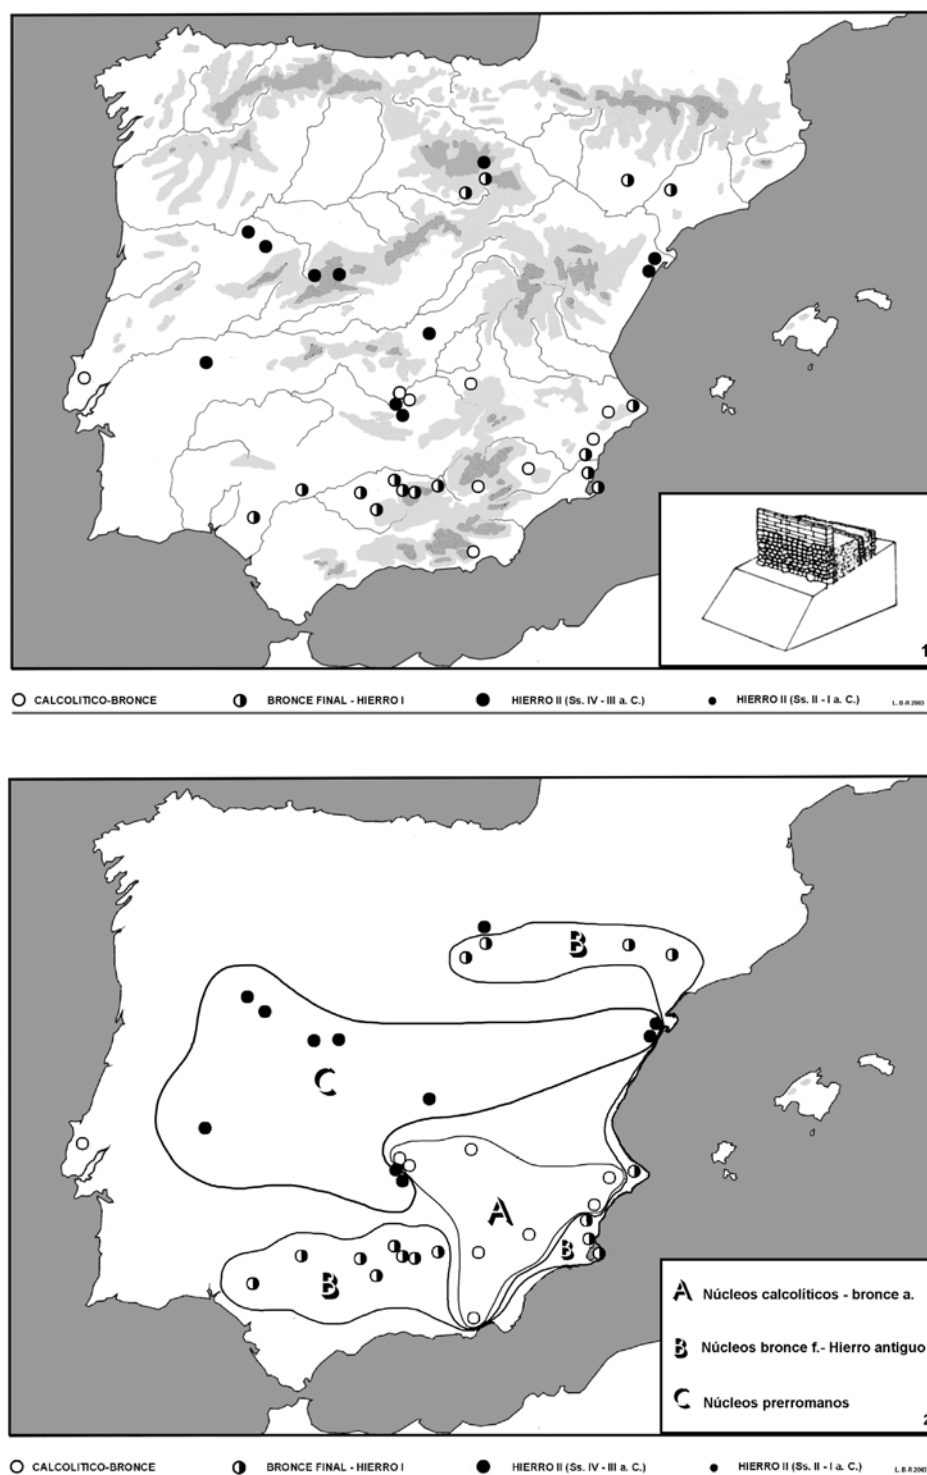 1
CALCOLITICO-BRONCE BRONCE FINAL - HIERRO I HIERRO II (Ss. IV - III a. C.) HIERRO II (Ss. II - I a. C.) L. B-R 2003
B
C
A
B
B
A Núcleos calcolíticos - bronce a.
B Núcleos bronce f.- Hierro antiguo
C Núcleos prerromanos
2
CALCOLITICO-BRONCE BRONCE FINAL - HIERRO I HIERRO II (Ss. IV - III a. C.) HIERRO II (Ss. II - I a. C.) L. B-R 2003